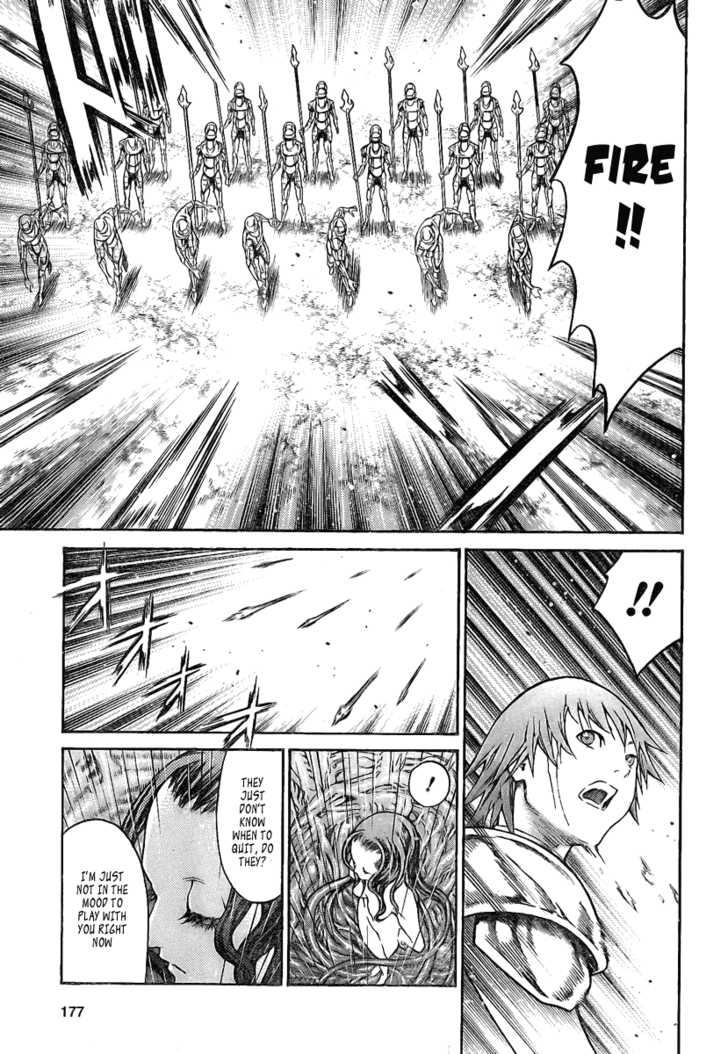 FIRE
!!
!!
!
THEY
JUST
DON'T
KNOW
WHEN TO
QUIT, DO
THEY?
I'M JUST
NOT IN THE
MOOD TO
PLAY WITH
YOU RIGHT
NOW
177